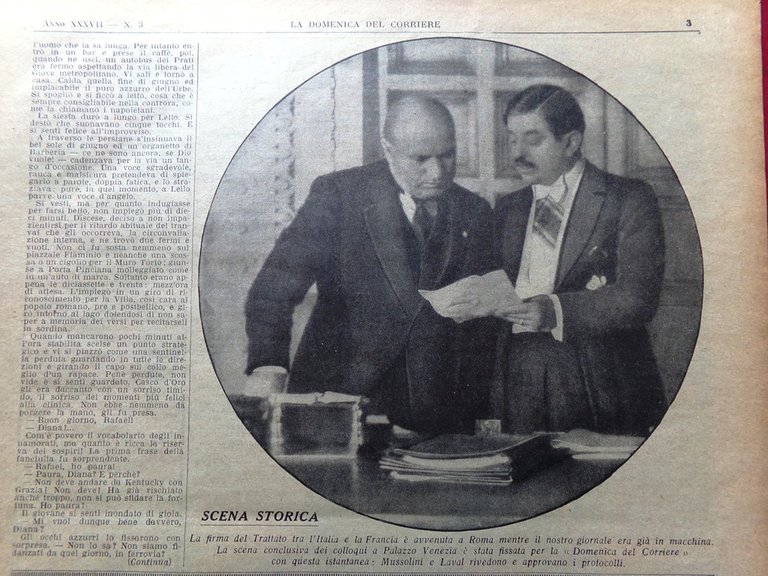 ANNO XXXVII — N. 3
LA DOMENICA DEL CORRIERE
3
l'uomo che la sa lunga. Per intanto en-
trò in un bar e prese il caffè, poi,
quando ne uscì, un autobus dei Prati
era fermo aspettando la via libera del
Giove metropolitano. Vi salì e tornò a
casa. Calda quella fine di giugno ed
implacabile il puro azzurro dell'Urbe.
Si spogliò e si ficcò a letto, cosa che è
sempre consigliabile nella controra, co-
me la chiamano i napoletani.
La siesta durò a lungo per Lello. Si
destò che suonavano cinque tocchi. E
si sentì felice all'improvviso.
A traverso le persiane s'insinuava il
bel sole di giugno ed un organetto di
Barberia — ce ne sono ancora, se Dio
vuole! — cadenzava per la via un tan-
go d'occasione. Una voce sgradevole,
rauca e malsicura pretendeva di spie-
garlo a parole, doppia fatica, e lo stra-
ziava; pure, in quel momento, a Lello
parve una voce d'angelo.
Si vestì, ma per quanto indugiasse
per farsi bello, non impiegò più di die-
ci minuti. Discese, deciso a non impa-
zientirsi per il ritardo abituale dei tran-
vai che gli occorreva, la circonvalla-
zione interna, e ne trovò due fermi e
vuoti. Non ci fu sosta nemmeno sul
piazzale Flaminio e neanche una scos-
sa o un cigolìo per il Muro Torto; giun-
se a Porta Pinciana molleggiato come
in un'auto di marca. Soltanto erano ap-
pena le diciassette e trenta: mezz'ora
di attesa. L'impiegò in un giro di ri-
conoscimento per la Villa, così cara al
popolo romano, pre e postbellico, e gi-
rò intorno al lago dolendosi di non sa-
per a memoria dei versi per recitarseli
in sordina.
Quando mancarono pochi minuti al-
l'ora stabilita scelse un punto strate-
gico e vi si piazzò come una sentinel-
la perduta guardando in tutte le dire-
zioni e girando il capo sul collo me-
glio d'un rapace. Pene perdute, non
vide e si sentì guardato, Casco d'Oro
gli era daccanto con un sorriso timi-
do, il sorriso dei momenti più felici
alla clinica. Non ebbe nemmeno da
porgere la mano, gli fu presa.
— Buon giorno, Rafael!
— Diana!...
Com'è povero il vocabolario degli in-
namorati, ma quanto è ricca la riser-
va dei sospiri! La prima frase della
fanciulla fu sorprendente.
— Rafael, ho paura!
— Paura, Diana? E perchè?
— Non deve andare da Kentucky con
Grazia! Non deve! Ha già rischiato
anche troppo, non si può sfidare la for-
tuna. Ho paura!
Il giovane si sentì inondato di gioia.
— Mi vuol dunque bene davvero,
Diana?
Gli occhi azzurri lo fissarono con
sorpresa. — Non lo sa? Non siamo fi-
danzati da quel giorno, in ferrovia?
(Continua)
SCENA STORICA
La firma del Trattato tra l'Italia e la Francia è avvenuta a Roma mentre il nostro giornale era già in macchina.
La scena conclusiva dei colloqui a Palazzo Venezia è stata fissata per la « Domenica del Corriere »
con questa istantanea: Mussolini e Laval rivedono e approvano i protocolli.